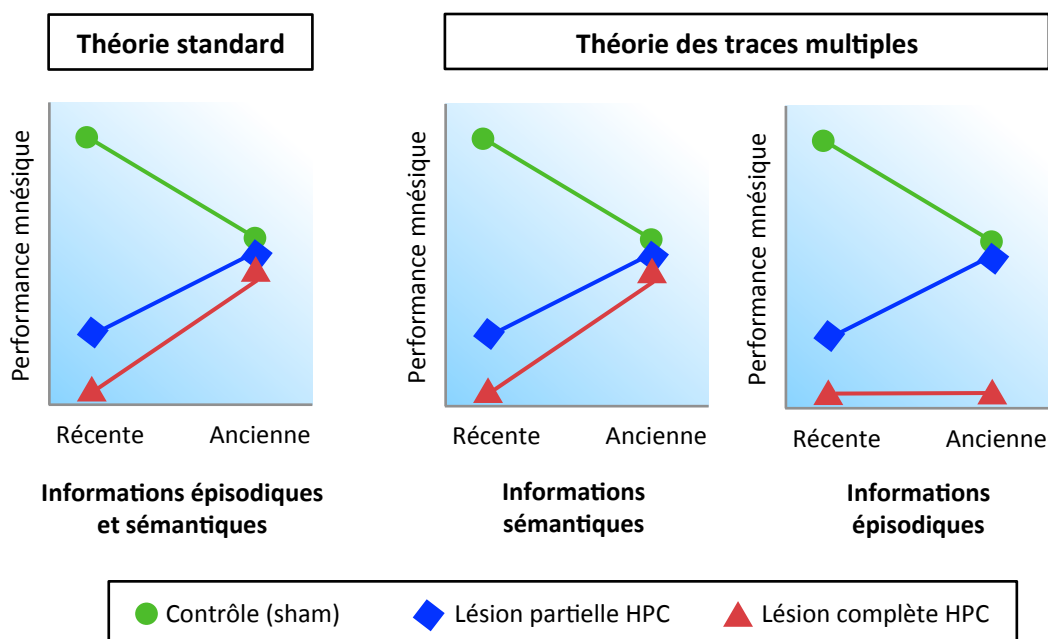 Théorie standard
Théorie des traces multiples
Performance mnésique
Récente Ancienne
Informations épisodiques
et sémantiques
Performance mnésique
Récente Ancienne
Informations
sémantiques
Performance mnésique
Récente Ancienne
Informations
épisodiques
Contrôle (sham) Lésion partielle HPC Lésion complète HPC